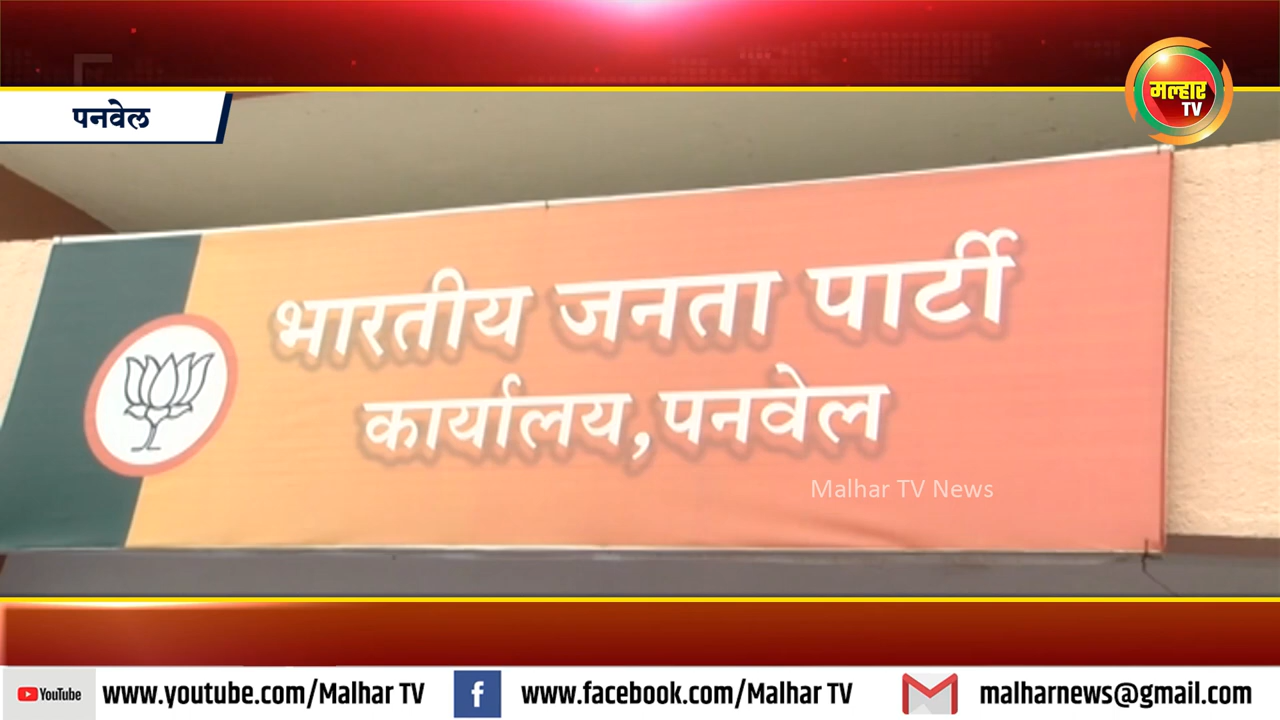 पनवेल
मल्हार
TV
भारतीय जनता पार्टी
कार्यालय, पनवेल
Malhar TV News
YouTube www.youtube.com/Malhar TV www.facebook.com/Malhar TV malharnews@gmail.com